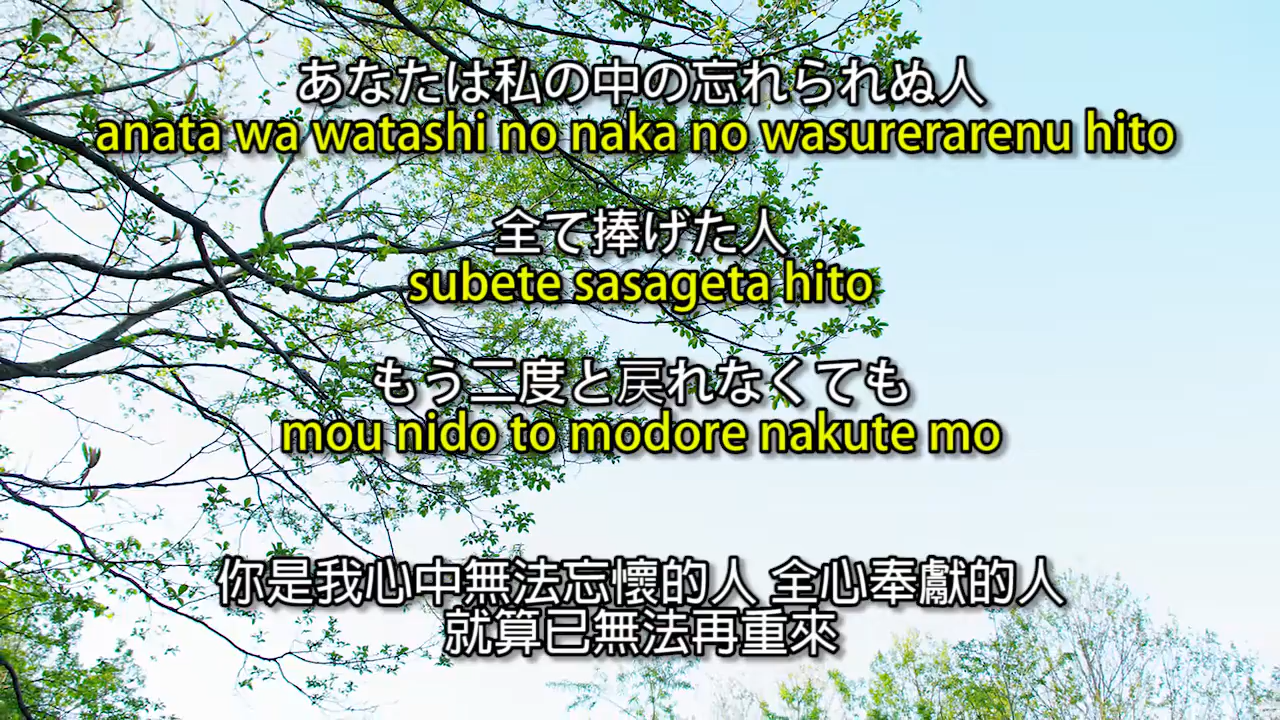 あなたは私の中の忘れられぬ人
anata wa watashi no naka no wasurerarenu hito
全て捧げた人
subete sasageta hito
もう二度と戻れなくても
mou nido to modore nakute mo
你是我心中無法忘懷的人 全心奉獻的人
就算已無法再重來